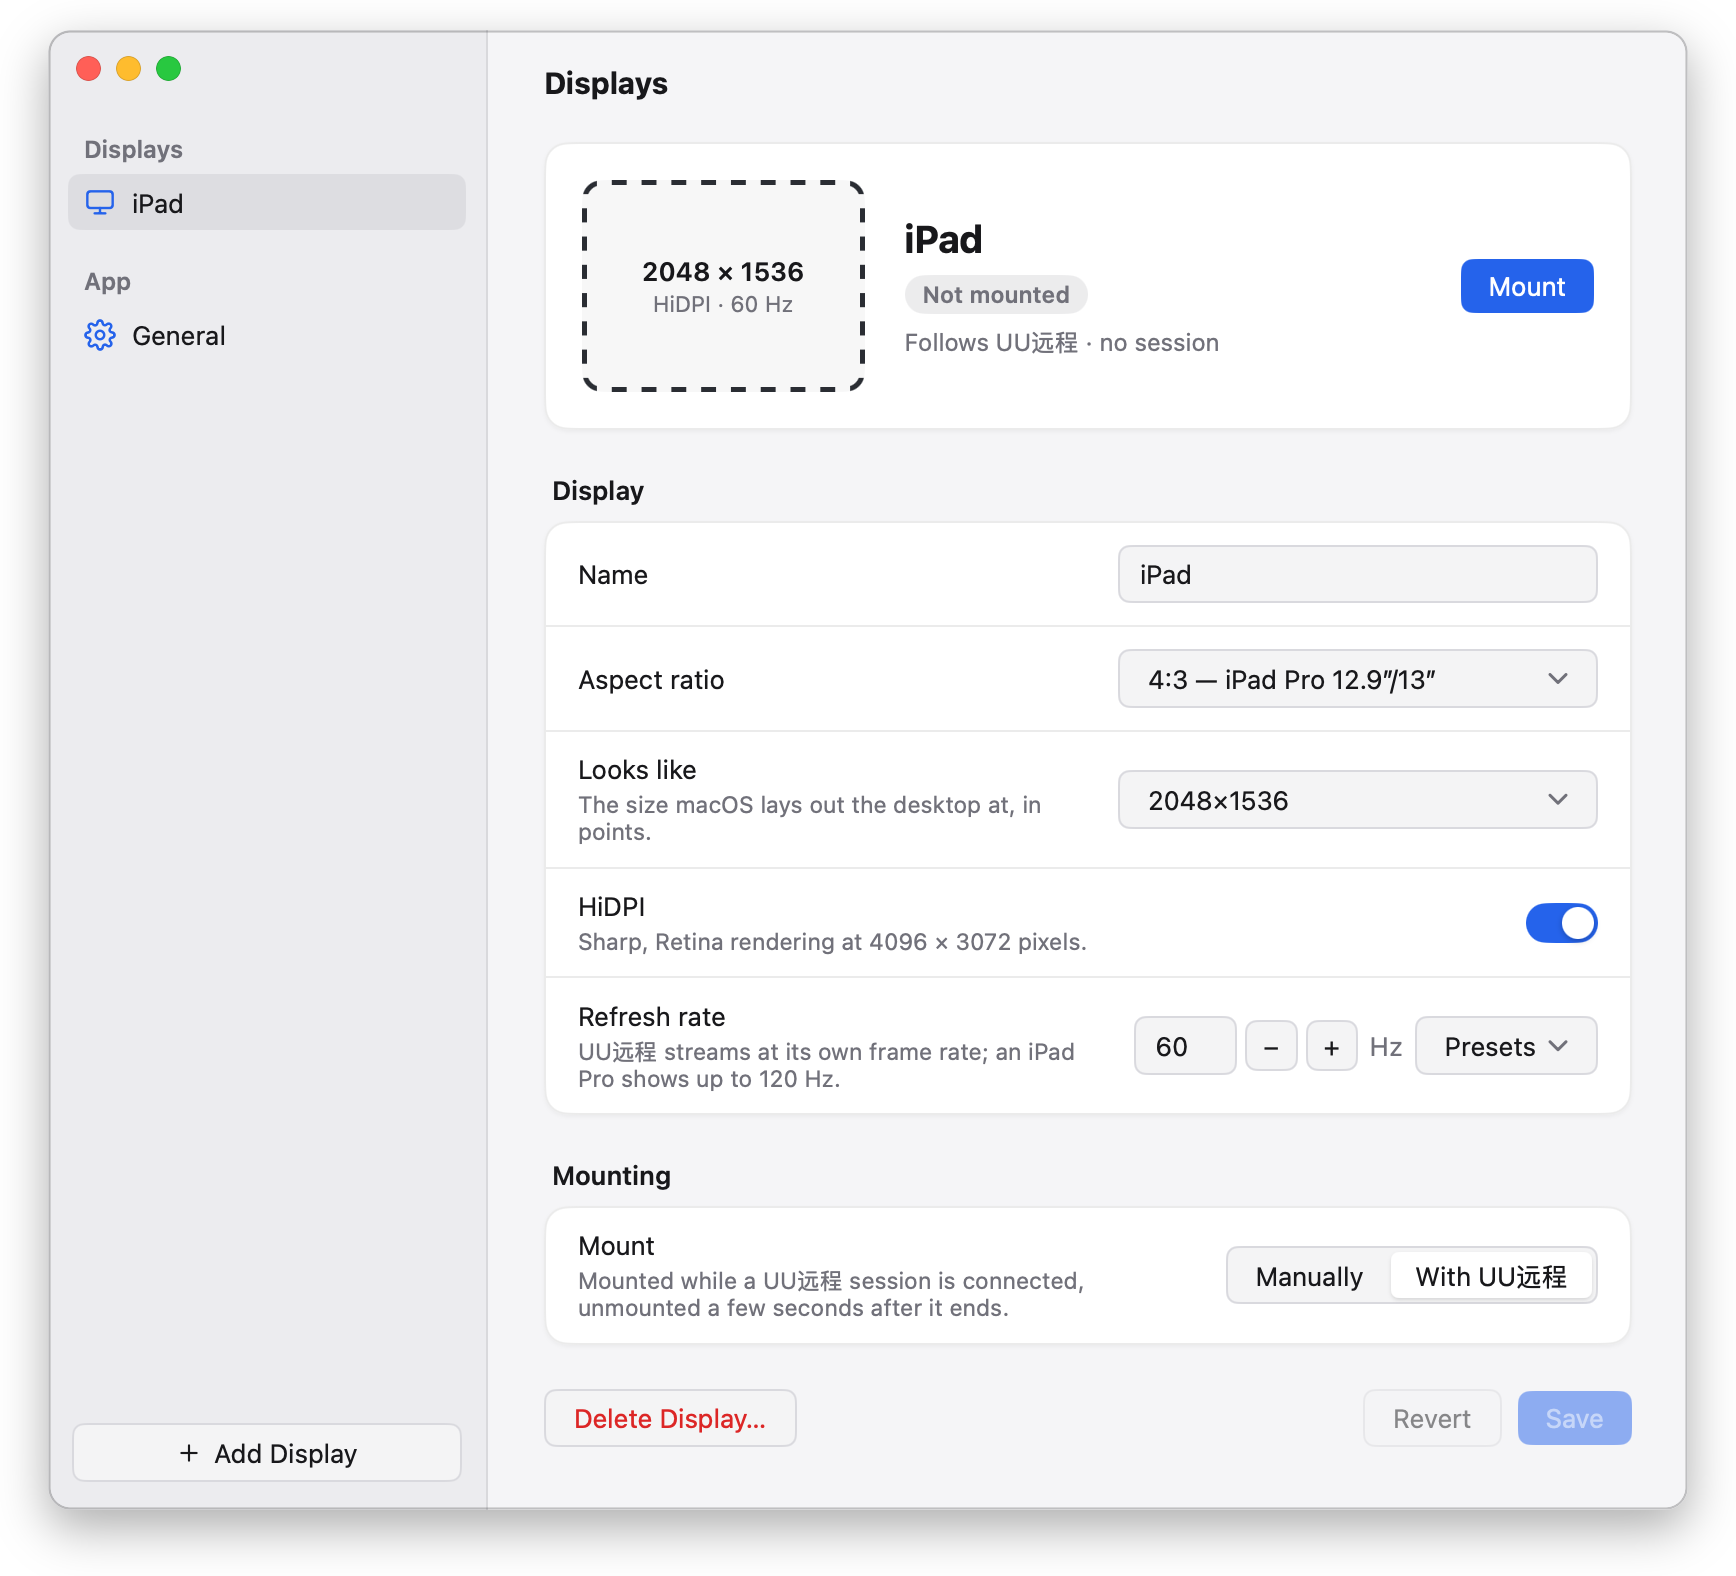 Displays
iPad
App
General
+ Add Display
Displays
2048 × 1536
HiDPI · 60 Hz
iPad
Not mounted
Follows UU远程 · no session
Mount
Display
Name
iPad
Aspect ratio
4:3 — iPad Pro 12.9″/13″
Looks like
The size macOS lays out the desktop at, in
points.
2048×1536
HiDPI
Sharp, Retina rendering at 4096 × 3072 pixels.
Refresh rate
UU远程 streams at its own frame rate; an iPad
Pro shows up to 120 Hz.
60 − + Hz Presets
Mounting
Mount
Mounted while a UU远程 session is connected,
unmounted a few seconds after it ends.
Manually With UU远程
Delete Display...
Revert Save